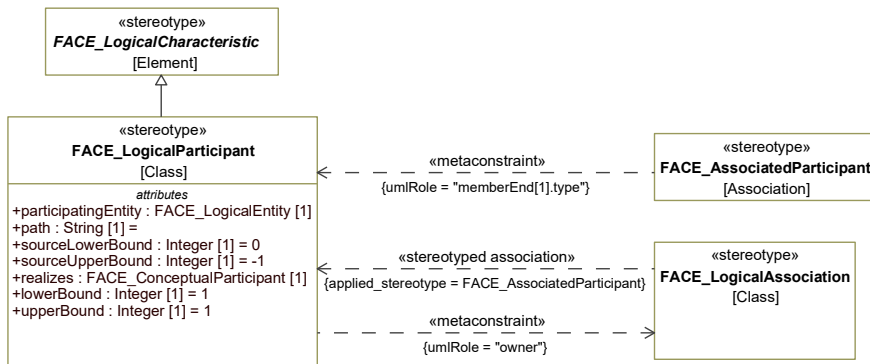 «stereotype»
FACE_LogicalCharacteristic
[Element]
«stereotype»
FACE_LogicalParticipant
[Class]
attributes
+participatingEntity : FACE_LogicalEntity [1]
+path : String [1] =
+sourceLowerBound : Integer [1] = 0
+sourceUpperBound : Integer [1] = -1
+realizes : FACE_ConceptualParticipant [1]
+lowerBound : Integer [1] = 1
+upperBound : Integer [1] = 1
«metaconstraint»
{umlRole = "memberEnd[1].type"}
«stereotype»
FACE_AssociatedParticipant
[Association]
«stereotyped association»
{applied_stereotype = FACE_AssociatedParticipant}
«stereotype»
FACE_LogicalAssociation
[Class]
«metaconstraint»
{umlRole = "owner"}